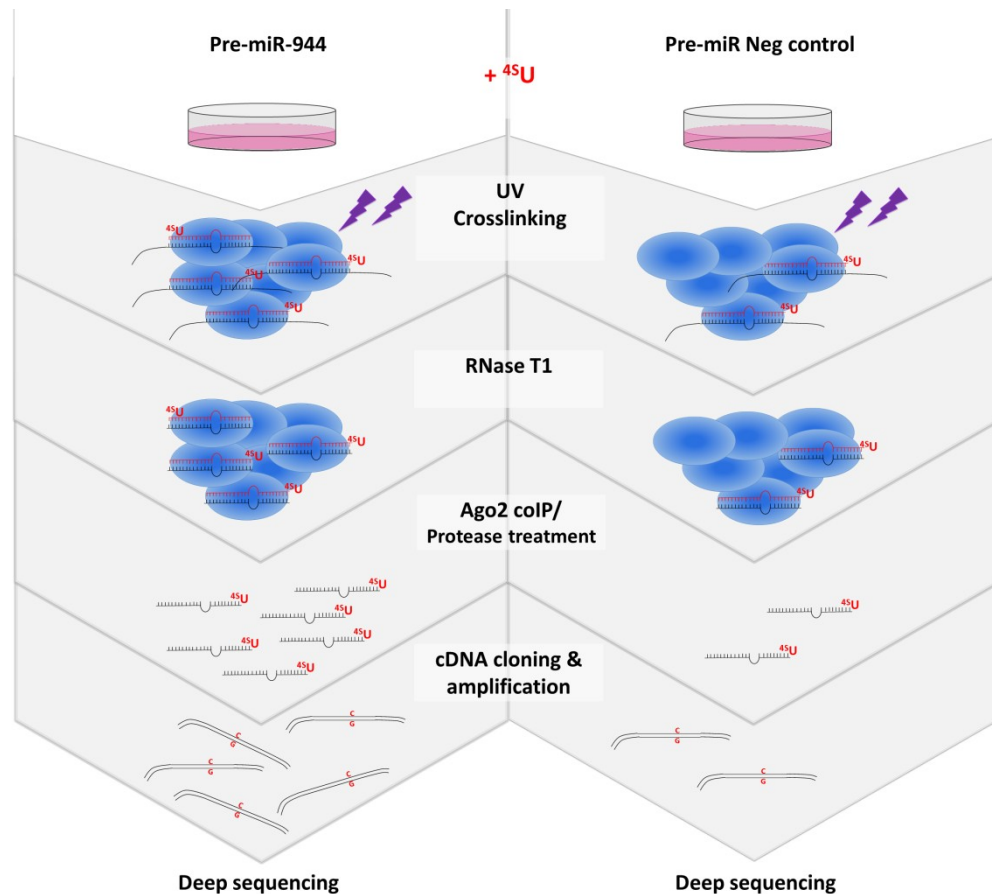 Pre-miR-944
Pre-miR Neg control
+ 4SU
UV
Crosslinking
4SU
4SU
4SU
4SU
4SU
4SU
RNase T1
4SU
4SU
4SU
4SU
4SU
4SU
Ago2 coIP/
Protease treatment
4SU
4SU
4SU
4SU
4SU
4SU
4SU
4SU
cDNA cloning &
amplification
C
G
C
G
C
G
C
G
C
G
C
G
C
G
Deep sequencing
Deep sequencing